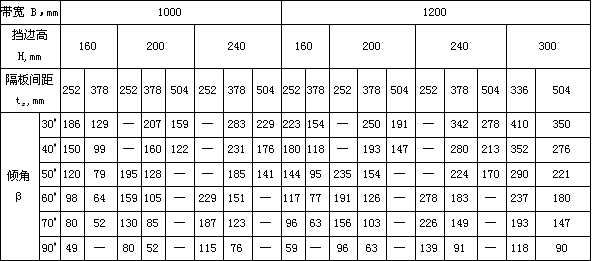 带宽 B,mm 1000 1200
挡边高 H,mm 160 200 240 160 200 240 300
隔板间距 ts,mm 252 378 252 378 504 252 378 504 252 378 252 378 504 252 378 504 336 504
倾角 β
30° 186 129 — 207 159 — 283 229 223 154 — 250 191 — 342 278 410 350
40° 150 99 — 160 122 — 231 176 180 118 — 193 147 — 280 213 352 276
50° 120 79 195 128 — — 185 141 144 95 235 154 — — 224 170 290 221
60° 98 64 159 105 — 229 151 — 117 77 191 126 — 278 183 — 237 180
70° 80 52 130 85 — 187 123 — 96 63 156 103 — 226 149 — 193 147
90° 49 — 80 52 — 115 76 — 59 — 96 63 — 139 91 — 118 90